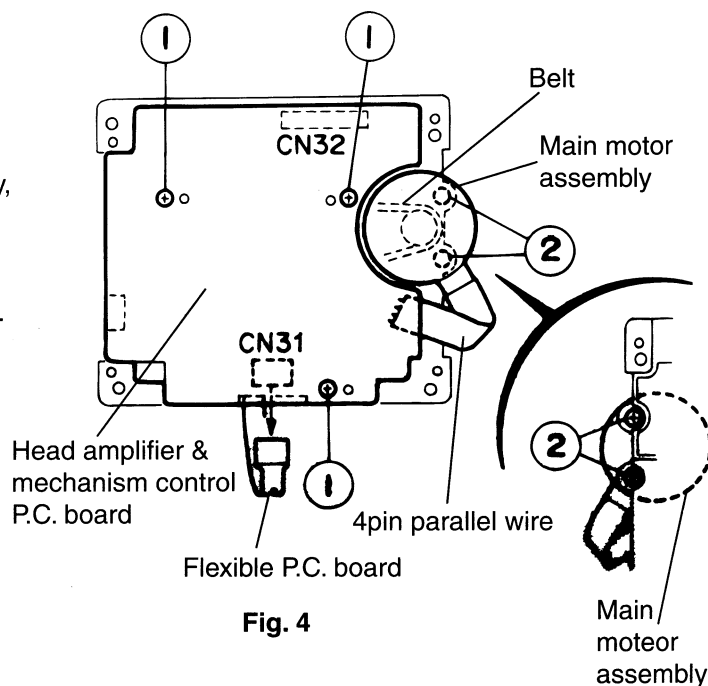 1
1
Belt
CN32
Main motor
assembly
y,
2
CN31
2
Head amplifier &
mechanism control
P.C. board
1
4pin parallel wire
Flexible P.C. board
Fig. 4
Main
moteor
assembly